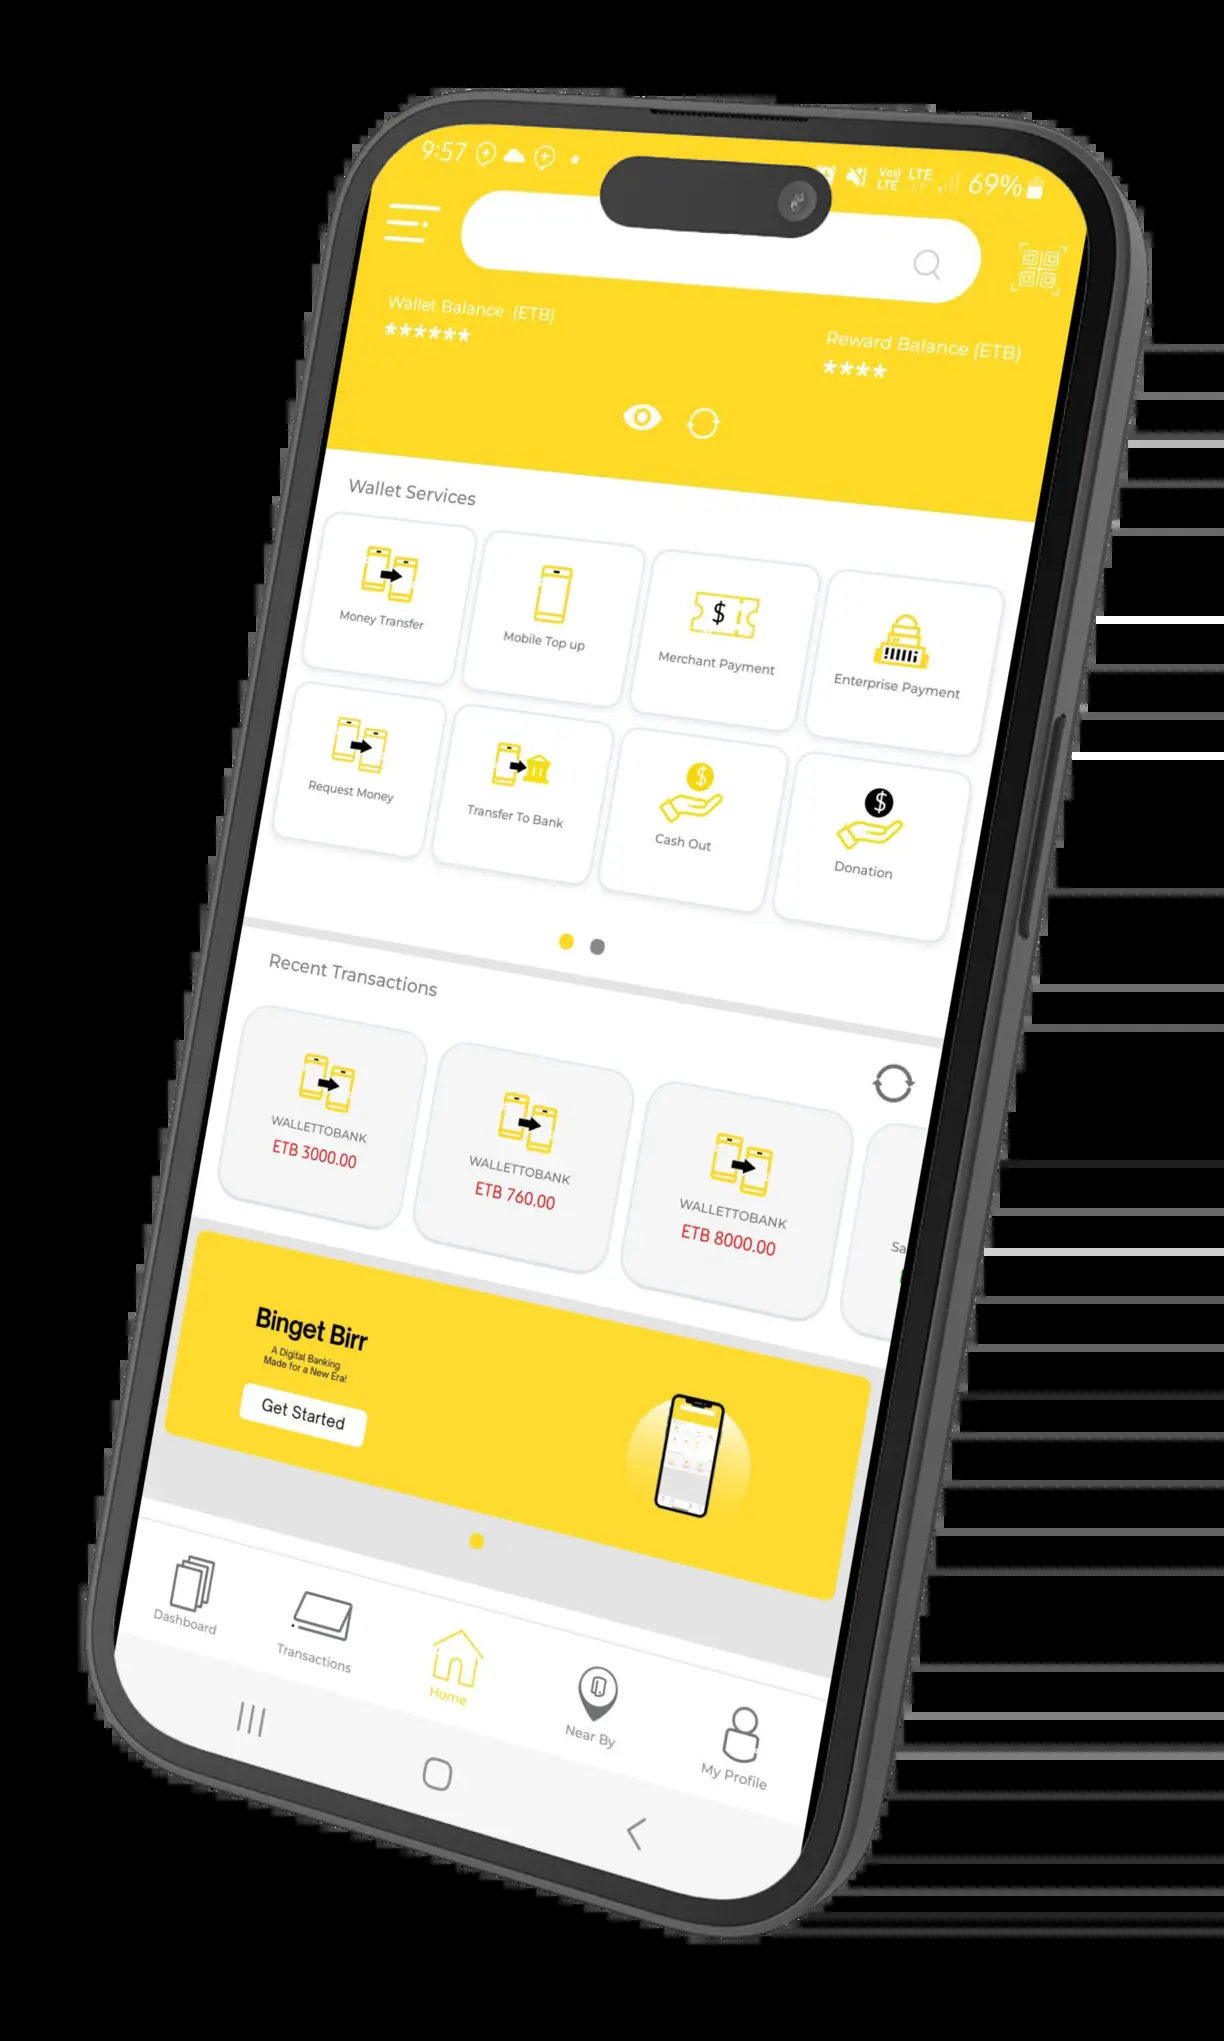 9:57
Vo)) LTE
LTE
69%
Wallet Balance (ETB)
******
Reward Balance (ETB)
****
Wallet Services
Money Transfer
Mobile Top up
Merchant Payment
Enterprise Payment
Request Money
Transfer To Bank
Cash Out
Donation
Recent Transactions
WALLETTOBANK
ETB 3000.00
WALLETTOBANK
ETB 760.00
WALLETTOBANK
ETB 8000.00
Sa
Binget Birr
A Digital Banking
Made for a New Era!
Get Started
Dashboard
Transactions
Home
Near By
My Profile